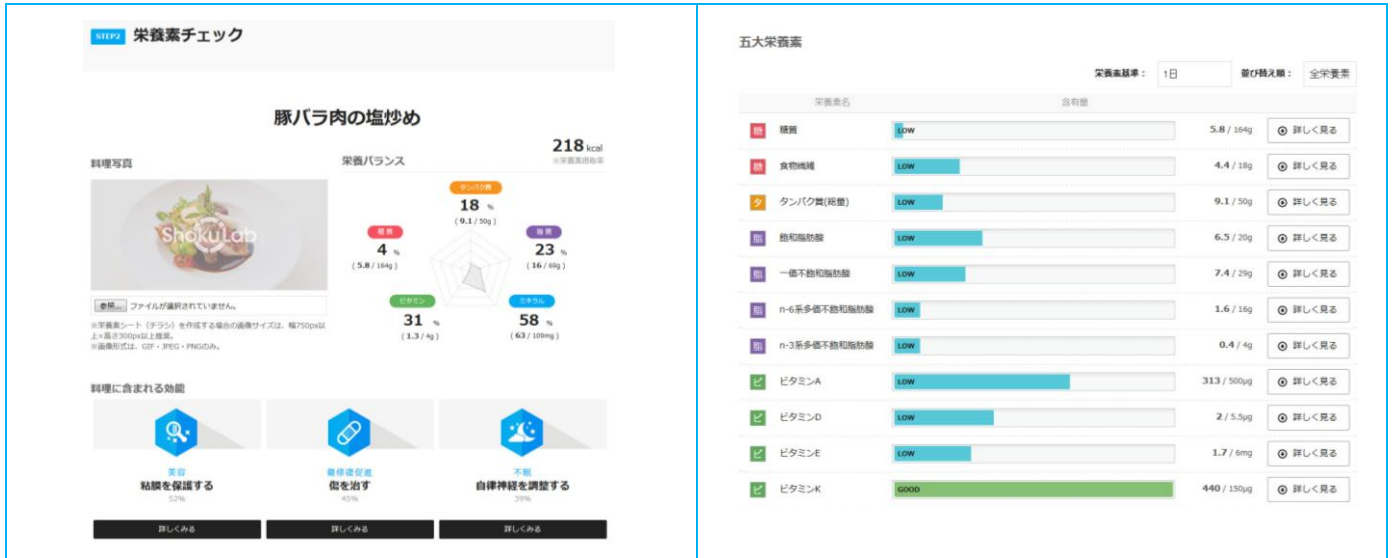 STEP2 栄養素チェック
豚バラ肉の塩炒め
218 kcal
※栄養素摂取率
料理写真
ShokuLab
参照... ファイルが選択されていません。
※栄養素シート（チラシ）を作成する場合の画像サイズは、幅750px以
上×高さ300px以上推奨。
※画像形式は、GIF・JPEG・PNGのみ。
栄養バランス
タンパク質
18 %
( 9.1 / 50g )
糖質
4 %
( 5.8 / 164g )
脂質
23 %
( 16 / 69g )
ビタミン
31 %
( 1.3 / 4g )
ミネラル
58 %
( 63 / 109mg )
料理に含まれる効能
美容
粘膜を保護する
52%
詳しくみる
傷修復促進
傷を治す
45%
詳しくみる
不眠
自律神経を調整する
39%
詳しくみる
五大栄養素
栄養素基準： 1日 並び替え順： 全栄養素
栄養素名 含有量
糖 糖質 LOW 5.8 / 164g 詳しく見る
糖 食物繊維 LOW 4.4 / 18g 詳しく見る
タ タンパク質(総量) LOW 9.1 / 50g 詳しく見る
脂 飽和脂肪酸 LOW 6.5 / 20g 詳しく見る
脂 一価不飽和脂肪酸 LOW 7.4 / 29g 詳しく見る
脂 n-6系多価不飽和脂肪酸 LOW 1.6 / 16g 詳しく見る
脂 n-3系多価不飽和脂肪酸 LOW 0.4 / 4g 詳しく見る
ビ ビタミンA LOW 313 / 500μg 詳しく見る
ビ ビタミンD LOW 2 / 5.5μg 詳しく見る
ビ ビタミンE LOW 1.7 / 6mg 詳しく見る
ビ ビタミンK GOOD 440 / 150μg 詳しく見る